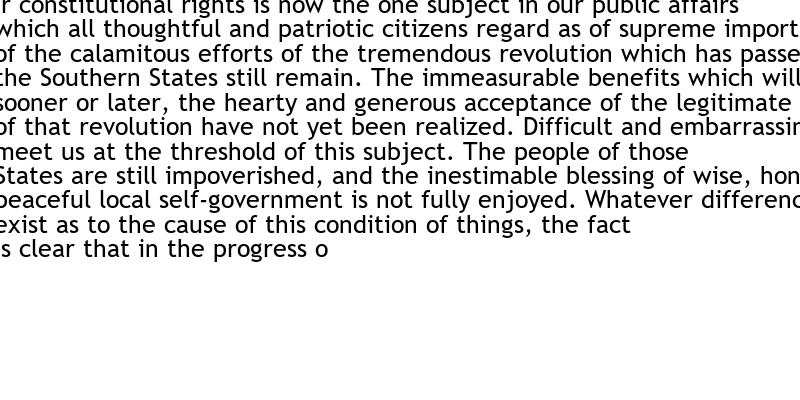 r constitutional rights is now the one subject in our public affairs
which all thoughtful and patriotic citizens regard as of supreme import
of the calamitous efforts of the tremendous revolution which has passe
the Southern States still remain. The immeasurable benefits which will
sooner or later, the hearty and generous acceptance of the legitimate
of that revolution have not yet been realized. Difficult and embarrassin
meet us at the threshold of this subject. The people of those
States are still impoverished, and the inestimable blessing of wise, hon
peaceful local self-government is not fully enjoyed. Whatever differenc
exist as to the cause of this condition of things, the fact
s clear that in the progress o